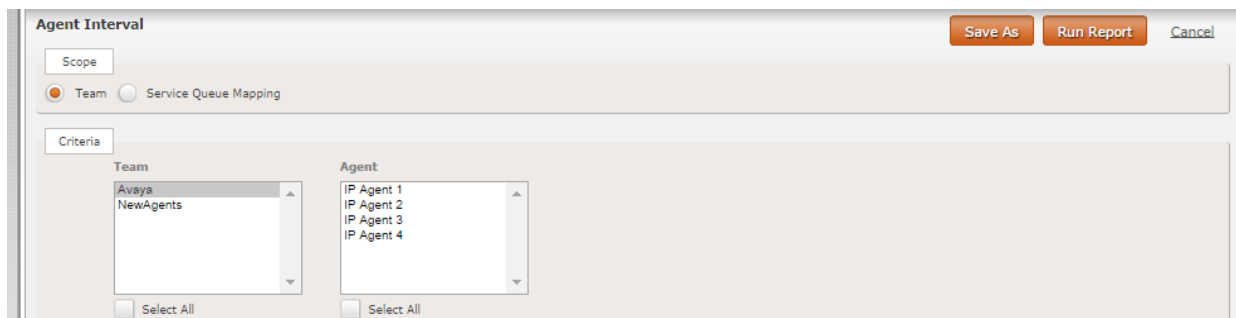 Agent Interval
Save As Run Report Cancel
Scope
Team Service Queue Mapping
Criteria
Team Agent
Avaya IP Agent 1
NewAgents IP Agent 2
IP Agent 3
IP Agent 4
Select All Select All